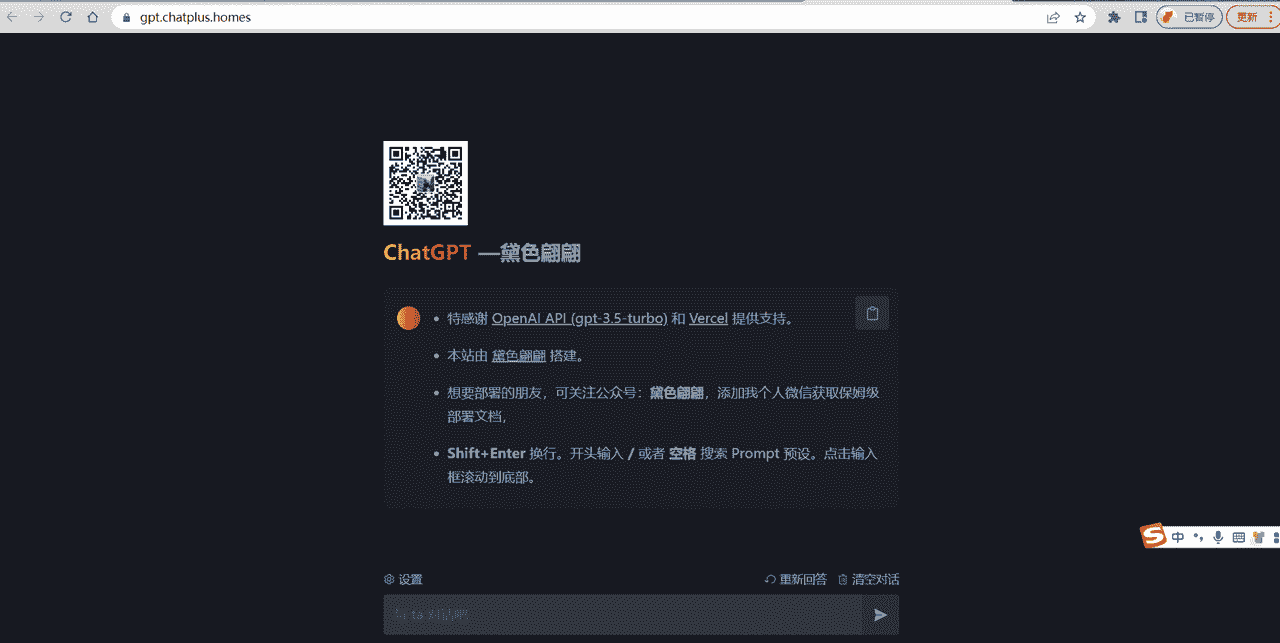 gpt.chatplus.homes
已暂停
更新
ChatGPT —黛色翩翩
特感谢 OpenAI API (gpt-3.5-turbo) 和 Vercel 提供支持。
本站由 黛色翩翩 搭建。
想要部署的朋友，可关注公众号：黛色翩翩，添加我个人微信获取保姆级
部署文档，
Shift+Enter 换行。开头输入 / 或者 空格 搜索 Prompt 预设。点击输入
框滚动到底部。
S 中
设置
重新回答 清空对话
与 ta 对话吧